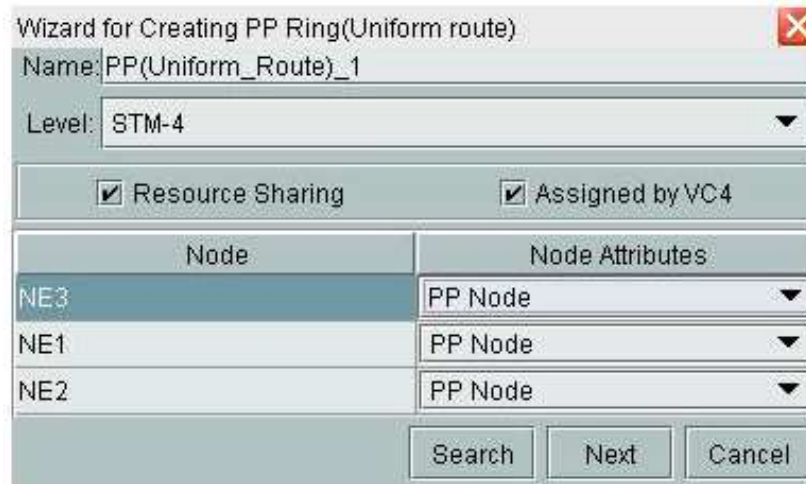 Wizard for Creating PP Ring(Uniform route)
Name: PP(Uniform_Route)_1
Level: STM-4
Resource Sharing Assigned by VC4
Node Node Attributes
NE3 PP Node
NE1 PP Node
NE2 PP Node
Search Next Cancel